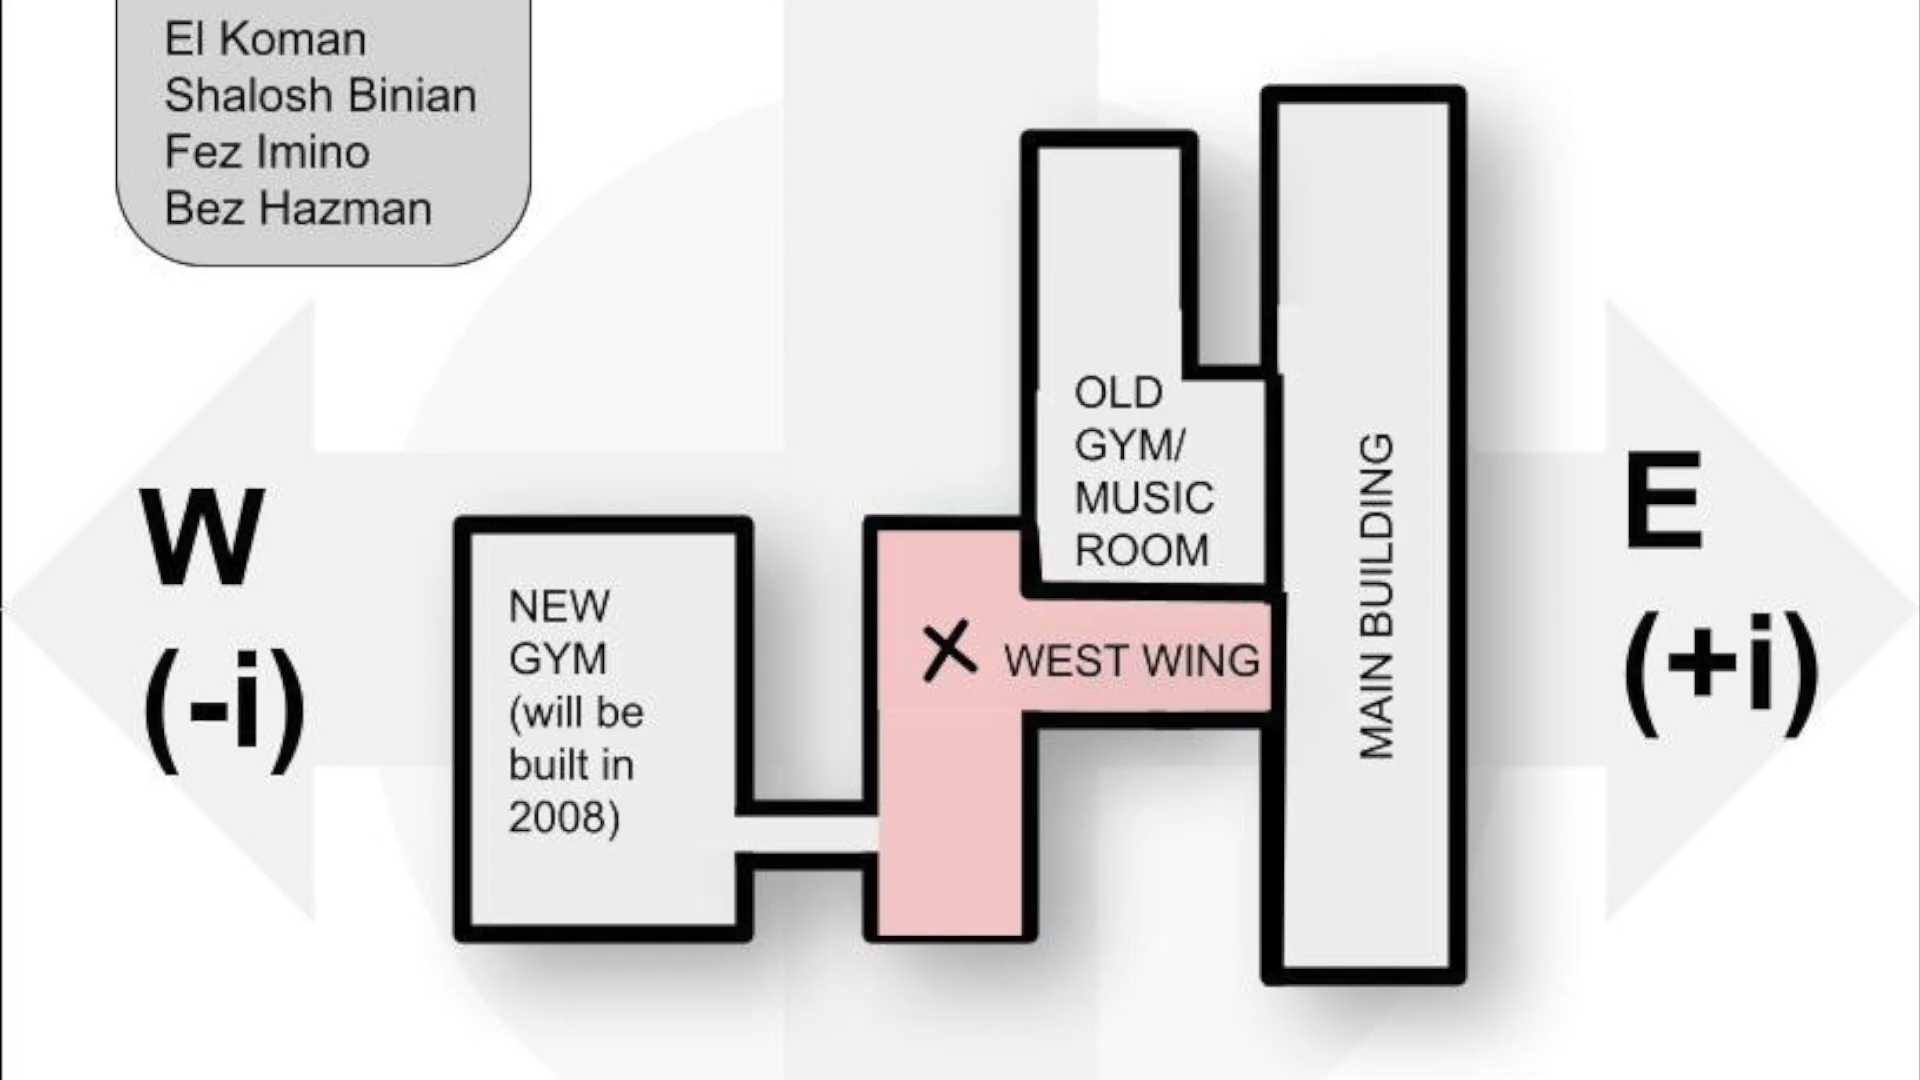 El Koman
Shalosh Binian
Fez Imino
Bez Hazman
W
(-i)
NEW
GYM
(will be
built in
2008)
OLD
GYM/
MUSIC
ROOM
WEST WING
MAIN BUILDING
E
(+i)